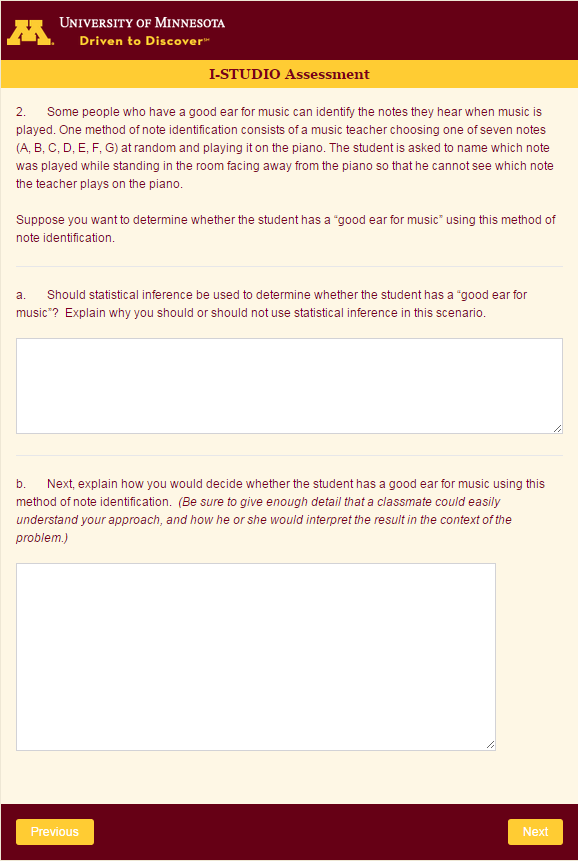 UNIVERSITY OF MINNESOTA
Driven to Discover℠
I-STUDIO Assessment
2. Some people who have a good ear for music can identify the notes they hear when music is
played. One method of note identification consists of a music teacher choosing one of seven notes
(A, B, C, D, E, F, G) at random and playing it on the piano. The student is asked to name which note
was played while standing in the room facing away from the piano so that he cannot see which note
the teacher plays on the piano.
Suppose you want to determine whether the student has a “good ear for music” using this method of
note identification.
a. Should statistical inference be used to determine whether the student has a “good ear for
music”? Explain why you should or should not use statistical inference in this scenario.
b. Next, explain how you would decide whether the student has a good ear for music using this
method of note identification. (Be sure to give enough detail that a classmate could easily
understand your approach, and how he or she would interpret the result in the context of the
problem.)
Previous
Next